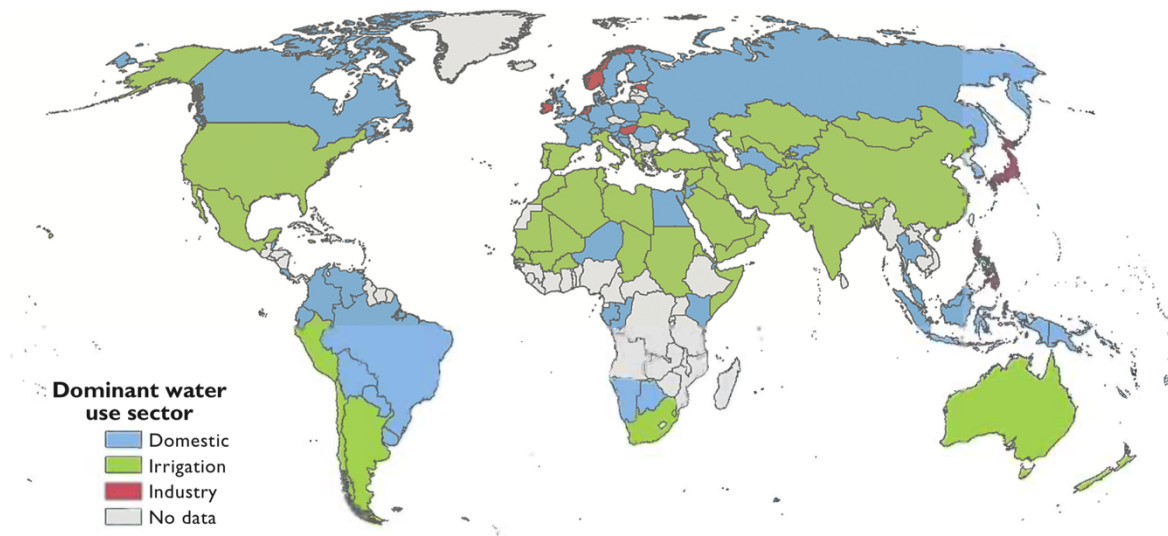 Dominant water
use sector
Domestic
Irrigation
Industry
No data